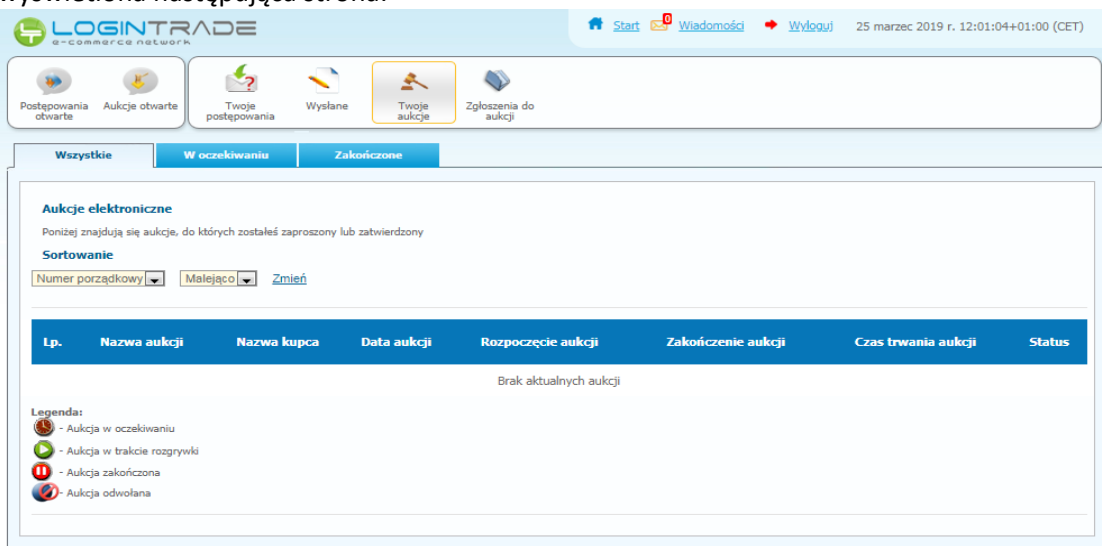 wyświetlona następująca strona:
LOGINTRADE
e-commerce network
Start 0 Wiadomości Wyloguj 25 marzec 2019 r. 12:01:04+01:00 (CET)
Postępowania otwarte
Aukcje otwarte
Twoje postępowania
Wysłane
Twoje aukcje
Zgłoszenia do aukcji
Wszystkie W oczekiwaniu Zakończone
Aukcje elektroniczne
Poniżej znajdują się aukcje, do których zostałeś zaproszony lub zatwierdzony
Sortowanie
Numer porządkowy Malejąco Zmień
Lp. Nazwa aukcji Nazwa kupca Data aukcji Rozpoczęcie aukcji Zakończenie aukcji Czas trwania aukcji Status
Brak aktualnych aukcji
Legenda:
- Aukcja w oczekiwaniu
- Aukcja w trakcie rozgrywki
- Aukcja zakończona
- Aukcja odwołana